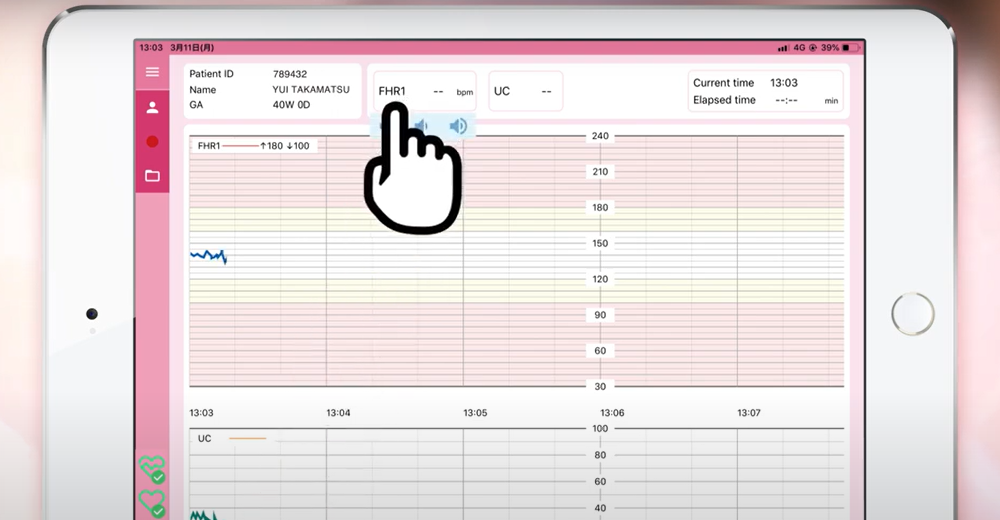 13:03 3月11日(月) 4G 39%
Patient ID 789432
Name YUI TAKAMATSU
GA 40W 0D
FHR1 -- bpm
UC --
Current time 13:03
Elapsed time --:-- min
FHR1 ↑180 ↓100
240
210
180
150
120
90
60
30
13:03 13:04 13:05 13:06 13:07
UC
100
80
60
40